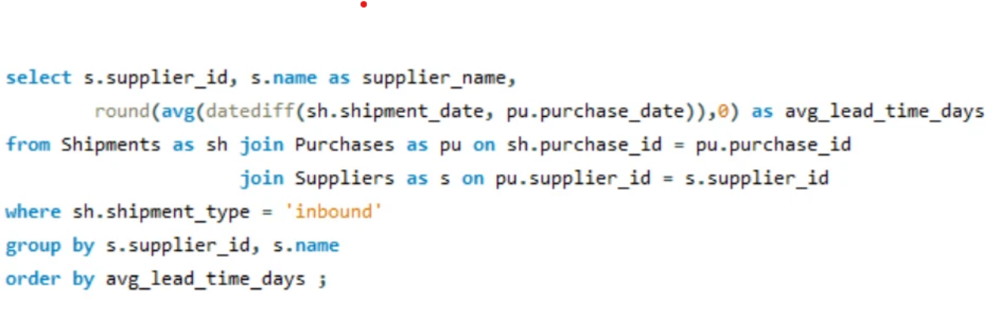 select s.supplier_id, s.name as supplier_name,
round(avg(datediff(sh.shipment_date, pu.purchase_date)),0) as avg_lead_time_days
from Shipments as sh join Purchases as pu on sh.purchase_id = pu.purchase_id
join Suppliers as s on pu.supplier_id = s.supplier_id
where sh.shipment_type = 'inbound'
group by s.supplier_id, s.name
order by avg_lead_time_days ;